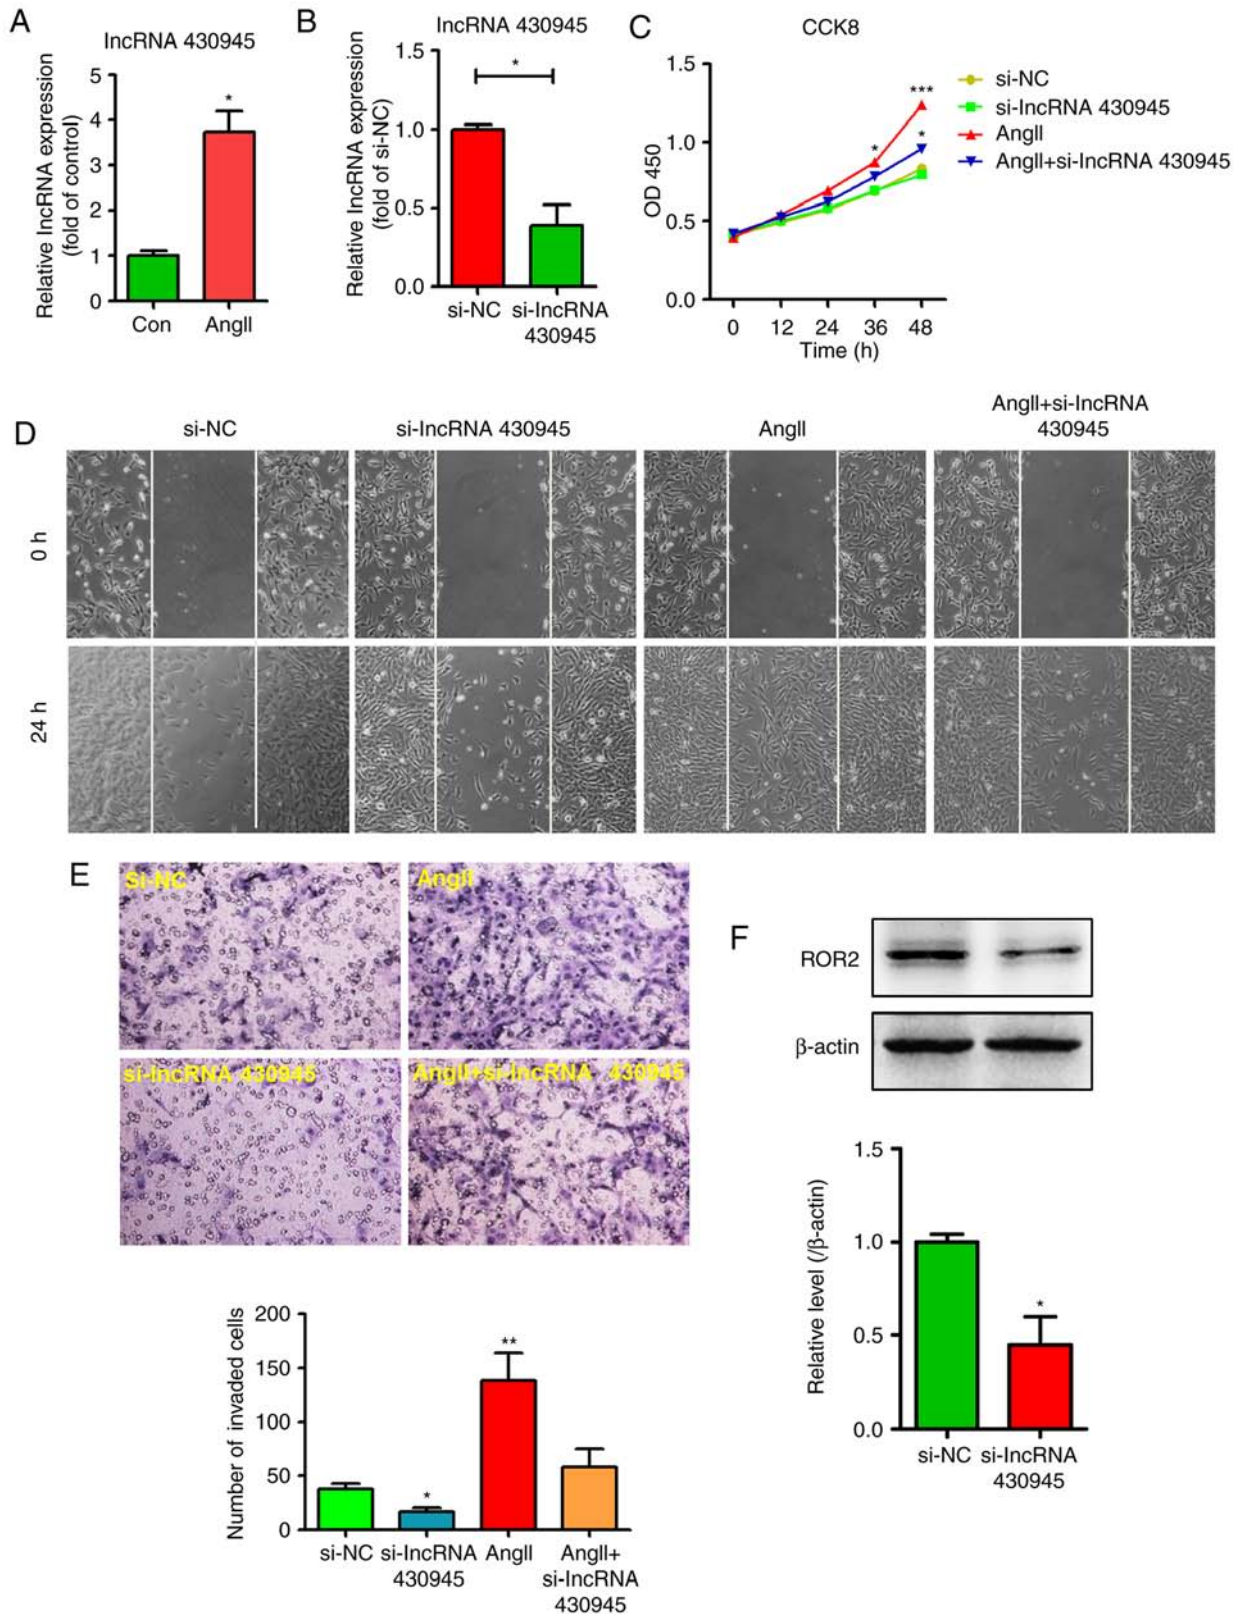 A
lncRNA 430945
Relative lncRNA expression
(fold of control)
5
4
3
2
1
0
*
Con
AngII
B
lncRNA 430945
Relative lncRNA expression
(fold of si-NC)
1.5
1.0
0.5
0.0
*
si-NC
si-lncRNA
430945
C
CCK8
OD 450
1.5
1.0
0.5
0.0
***
*
*
0 12 24 36 48
Time (h)
si-NC
si-lncRNA 430945
AngII
AngII+si-lncRNA 430945
D
si-NC
si-lncRNA 430945
AngII
AngII+si-lncRNA
430945
0 h
24 h
E
Si-NC
AngII
si-lncRNA 430945
AngII+si-lncRNA 430945
Number of invaded cells
200
150
100
50
0
*
**
si-NC
si-lncRNA
430945
AngII
AngII+
si-lncRNA
430945
F
ROR2
β-actin
Relative level (/β-actin)
1.5
1.0
0.5
0.0
*
si-NC
si-lncRNA
430945